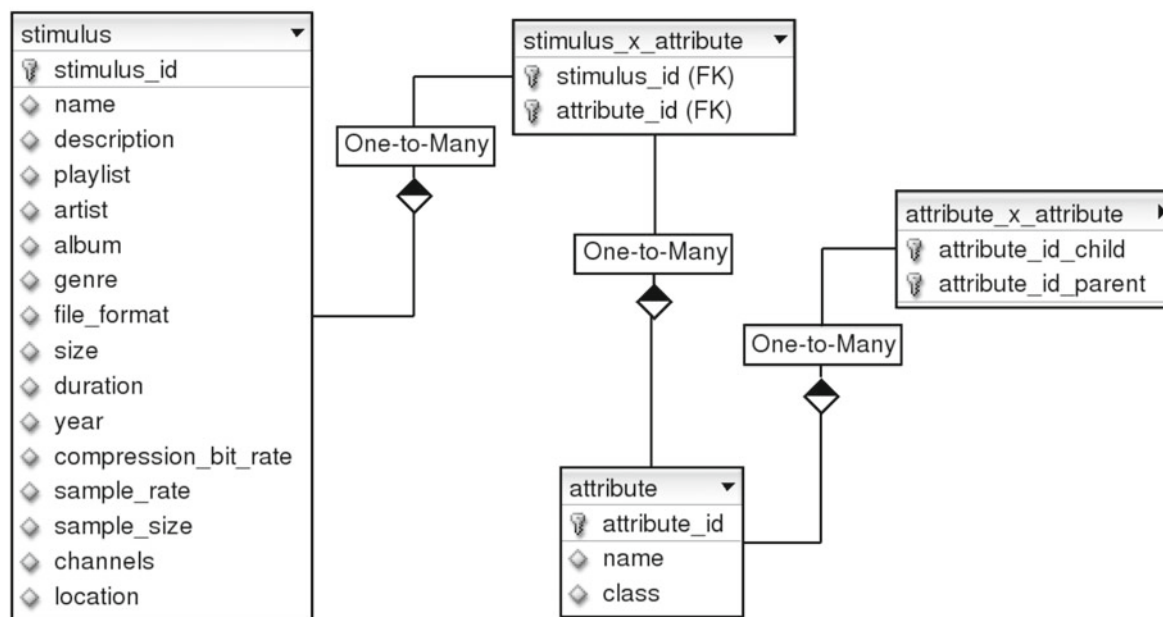 stimulus
stimulus_id
name
description
playlist
artist
album
genre
file_format
size
duration
year
compression_bit_rate
sample_rate
sample_size
channels
location
One-to-Many
stimulus_x_attribute
stimulus_id (FK)
attribute_id (FK)
One-to-Many
attribute_x_attribute
attribute_id_child
attribute_id_parent
One-to-Many
attribute
attribute_id
name
class